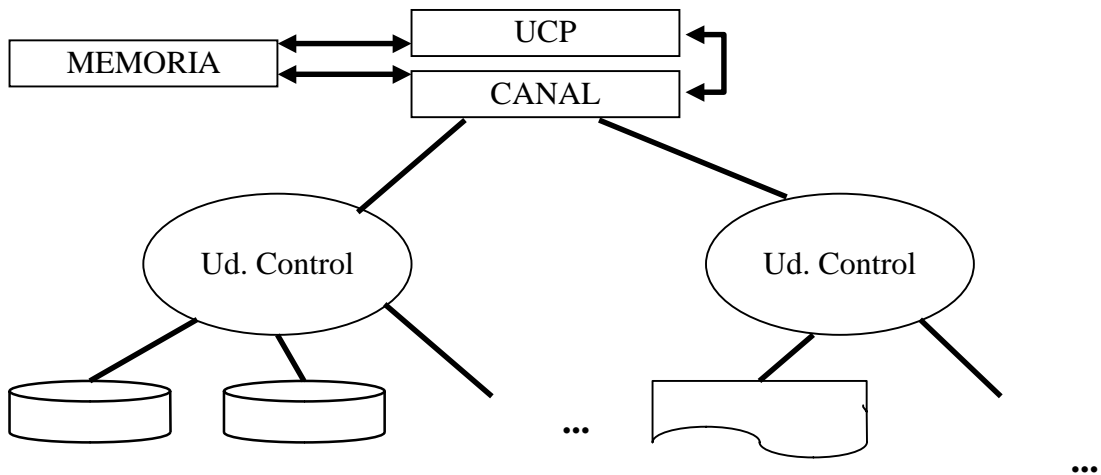 UCP
MEMORIA
CANAL
Ud. Control
Ud. Control
...
...